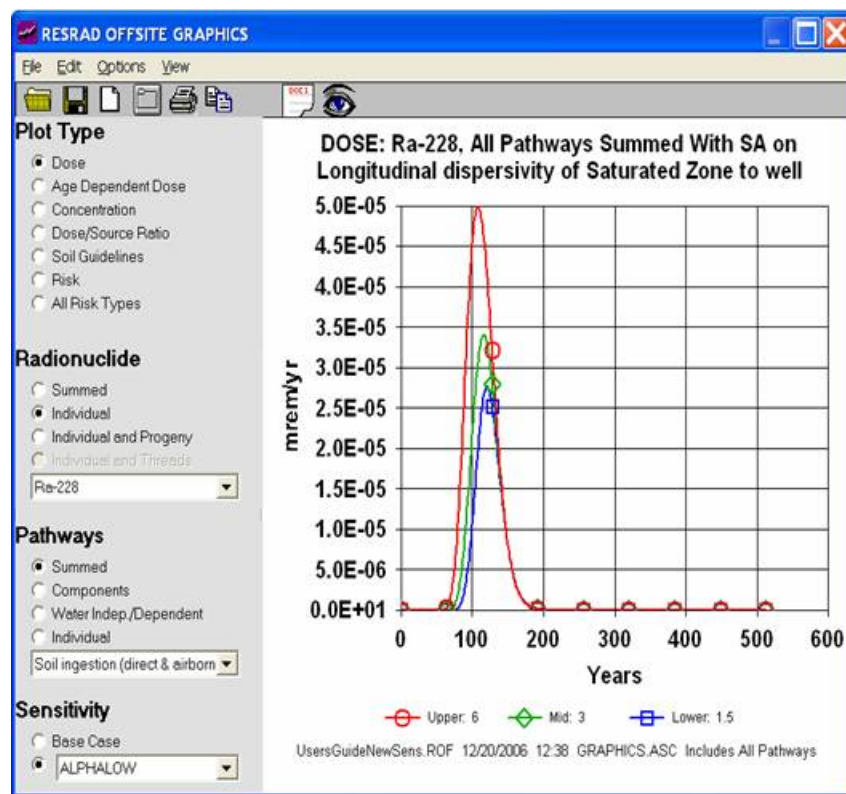 RESRAD OFFSITE GRAPHICS
File Edit Options View
Plot Type
Dose
Age Dependent Dose
Concentration
Dose/Source Ratio
Soil Guidelines
Risk
All Risk Types
Radionuclide
Summed
Individual
Individual and Progeny
Individual and Threads
Ra-228
Pathways
Summed
Components
Water Indep./Dependent
Individual
Soil ingestion (direct & airborn
Sensitivity
Base Case
ALPHALOW
DOSE: Ra-228, All Pathways Summed With SA on
Longitudinal dispersivity of Saturated Zone to well
5.0E-05
4.5E-05
4.0E-05
3.5E-05
3.0E-05
2.5E-05
2.0E-05
1.5E-05
1.0E-05
5.0E-06
0.0E+01
mrem/yr
0 100 200 300 400 500 600
Years
Upper: 6 Mid: 3 Lower: 1.5
UsersGuideNewSens.ROF 12/20/2006 12:38 GRAPHICS.ASC Includes All Pathways